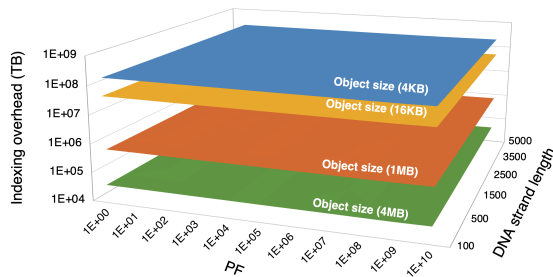 Indexing overhead (TB)
1E+09
1E+08
1E+07
1E+06
1E+05
1E+04
Object size (4KB)
Object size (16KB)
Object size (1MB)
Object size (4MB)
1E+00
1E+01
1E+02
1E+03
1E+04
1E+05
1E+06
1E+07
1E+08
1E+09
1E+10
PF
5000
3500
2500
1500
500
100
DNA strand length